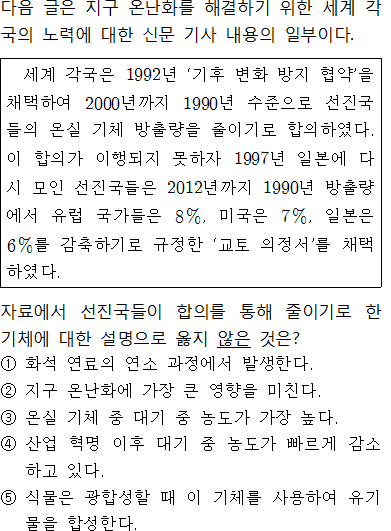 다음 글은 지구 온난화를 해결하기 위한 세계 각
국의 노력에 대한 신문 기사 내용의 일부이다.
세계 각국은 1992년 ‘기후 변화 방지 협약’을
채택하여 2000년까지 1990년 수준으로 선진국
들의 온실 기체 방출량을 줄이기로 합의하였다.
이 합의가 이행되지 못하자 1997년 일본에 다
시 모인 선진국들은 2012년까지 1990년 방출량
에서 유럽 국가들은 8%, 미국은 7%, 일본은
6%를 감축하기로 규정한 ‘교토 의정서’를 채택
하였다.
자료에서 선진국들이 합의를 통해 줄이기로 한
기체에 대한 설명으로 옳지 않은 것은?
① 화석 연료의 연소 과정에서 발생한다.
② 지구 온난화에 가장 큰 영향을 미친다.
③ 온실 기체 중 대기 중 농도가 가장 높다.
④ 산업 혁명 이후 대기 중 농도가 빠르게 감소
하고 있다.
⑤ 식물은 광합성할 때 이 기체를 사용하여 유기
물을 합성한다.